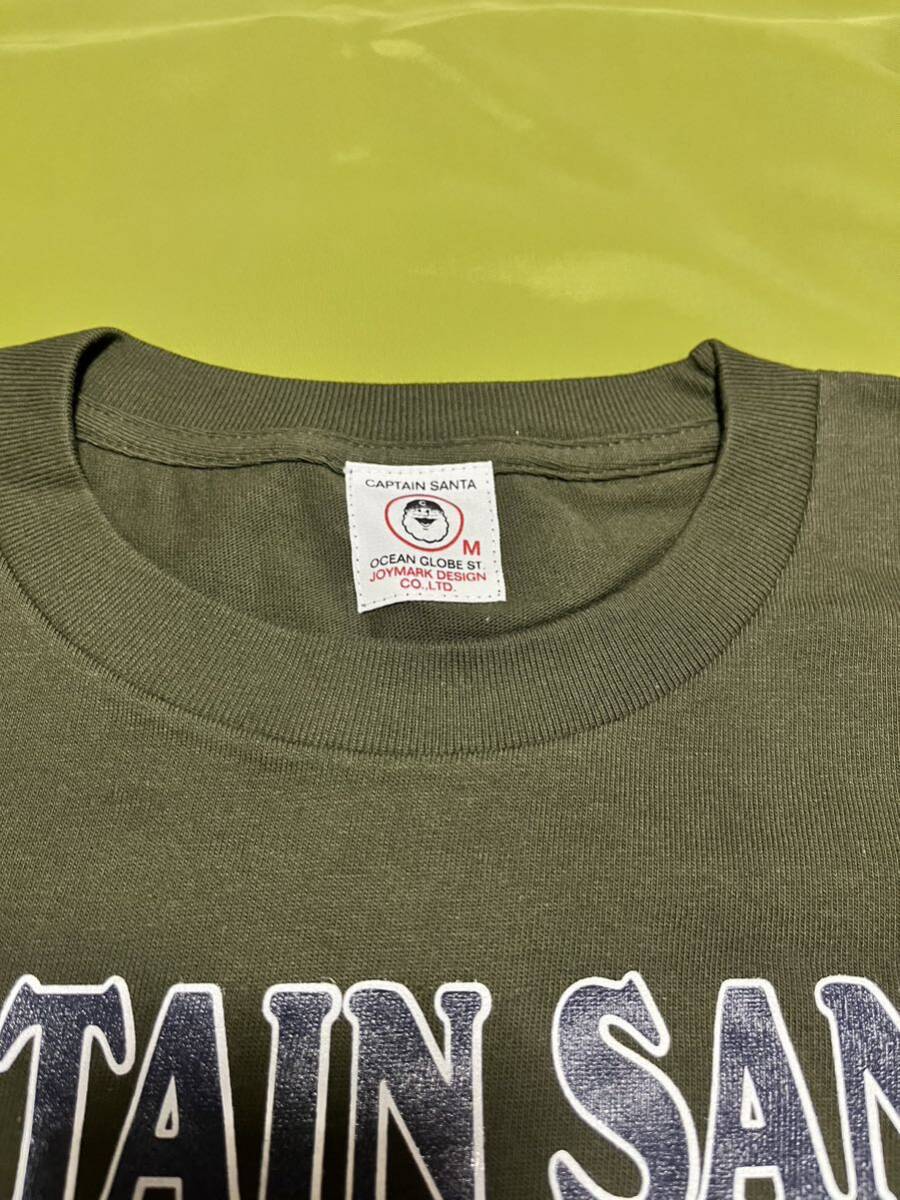 CAPTAIN SANTA
C
M
OCEAN GLOBE ST.
JOYMARK DESIGN
CO.,LTD.
TAIN SAN